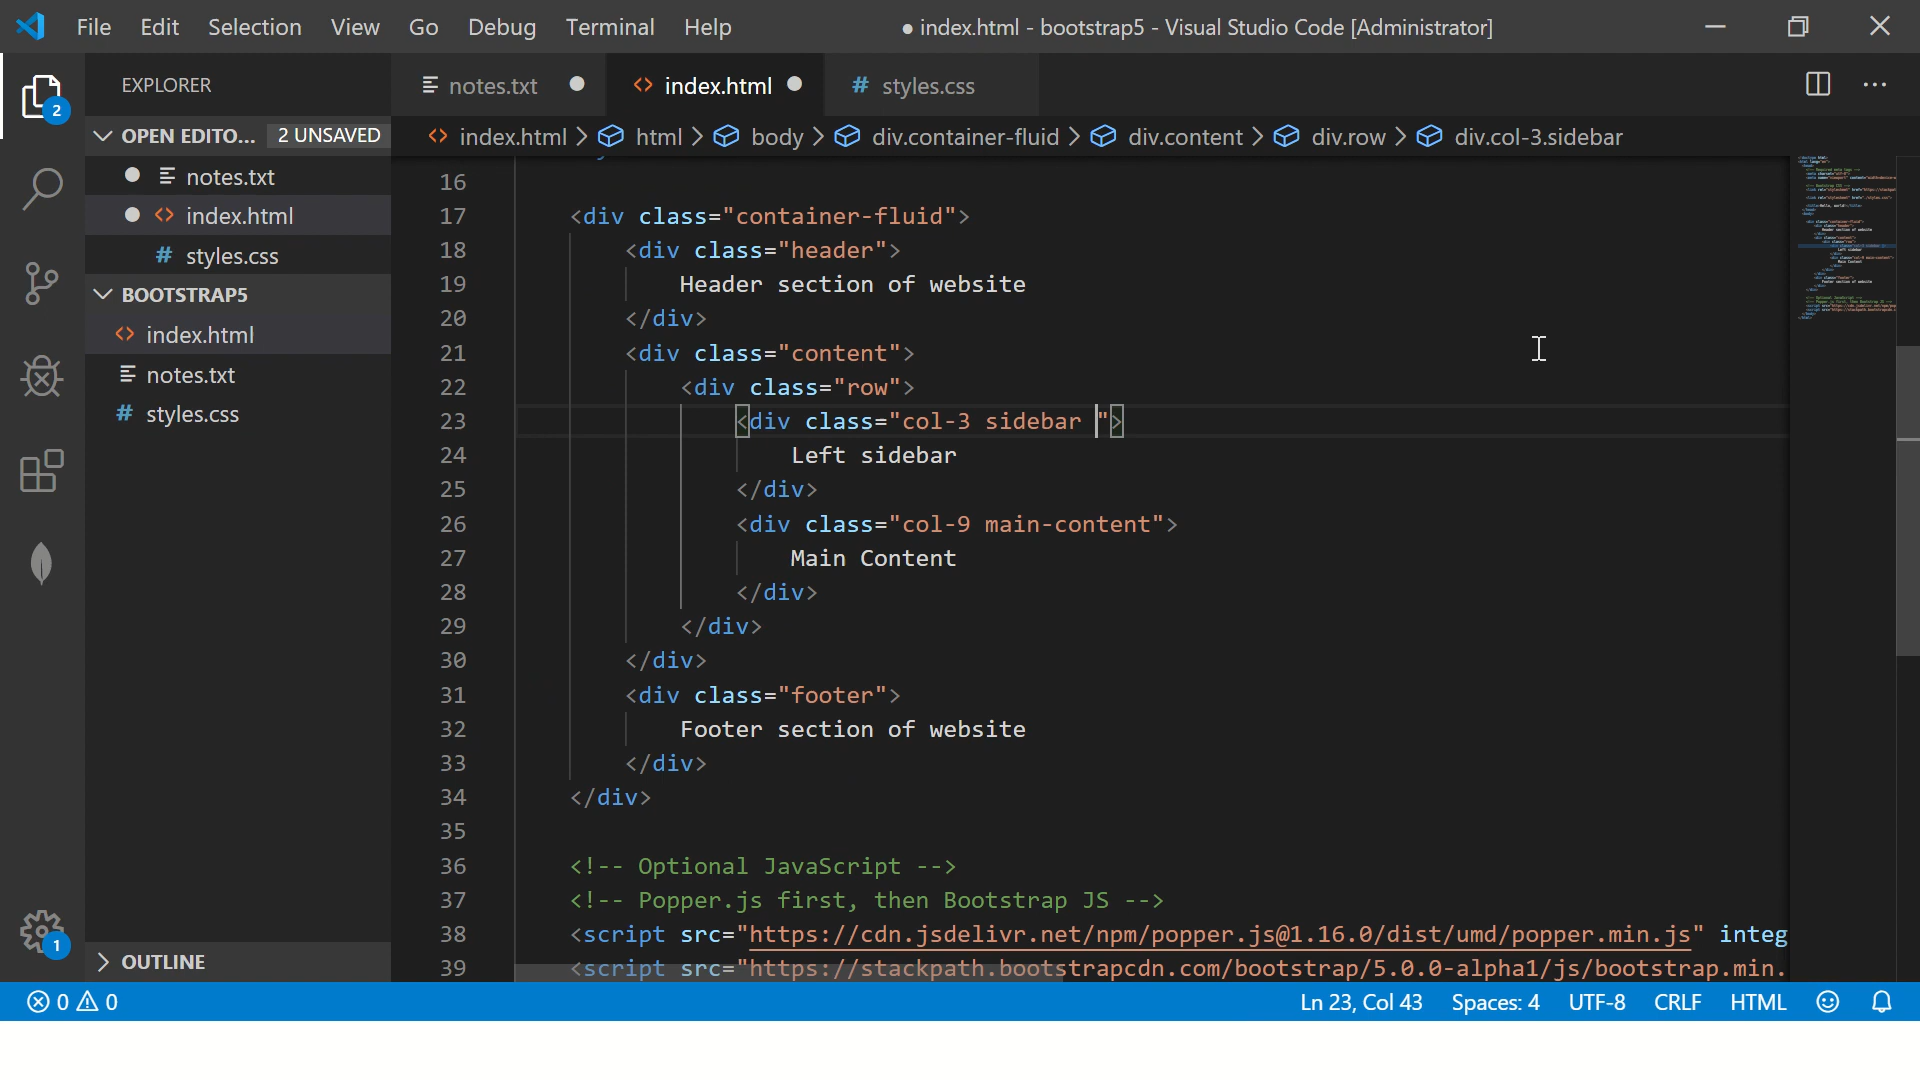 File Edit Selection View Go Debug Terminal Help ● index.html - bootstrap5 - Visual Studio Code [Administrator]
EXPLORER
notes.txt index.html # styles.css
2
OPEN EDITO... 2 UNSAVED
index.html > html > body > div.container-fluid > div.content > div.row > div.col-3.sidebar
notes.txt
index.html
# styles.css
BOOTSTRAP5
index.html
notes.txt
# styles.css
16
17 <div class="container-fluid">
18 <div class="header">
19 Header section of website
20 </div>
21 <div class="content">
22 <div class="row">
23 <div class="col-3 sidebar ">
24 Left sidebar
25 </div>
26 <div class="col-9 main-content">
27 Main Content
28 </div>
29 </div>
30 </div>
31 <div class="footer">
32 Footer section of website
33 </div>
34 </div>
35
36 <!-- Optional JavaScript -->
37 <!-- Popper.js first, then Bootstrap JS -->
38 <script src="https://cdn.jsdelivr.net/npm/popper.js@1.16.0/dist/umd/popper.min.js" integ
39 <script src="https://stackpath.bootstrapcdn.com/bootstrap/5.0.0-alpha1/js/bootstrap.min.
1
OUTLINE
0 0 Ln 23, Col 43 Spaces: 4 UTF-8 CRLF HTML